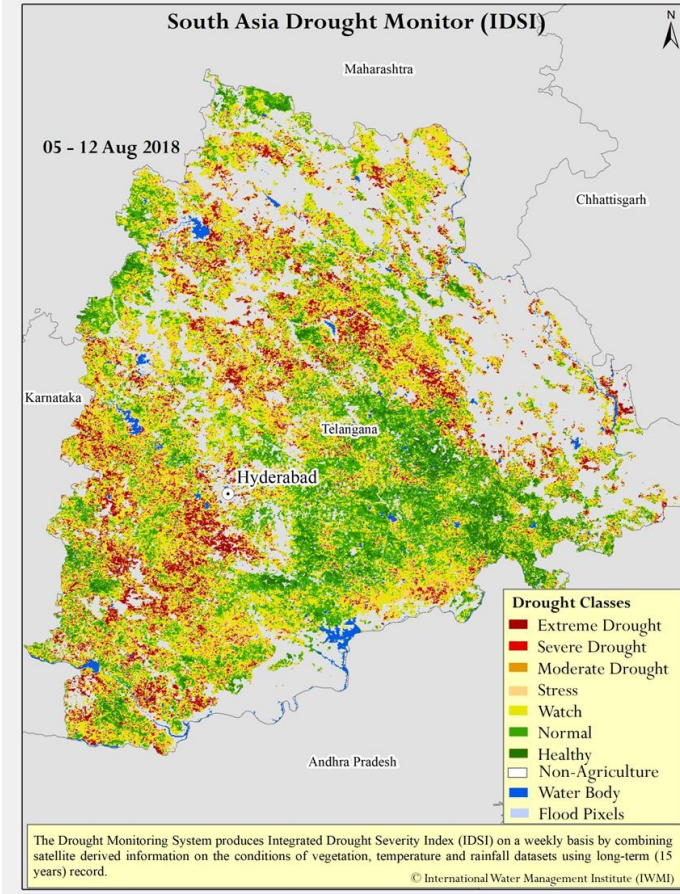 South Asia Drought Monitor (IDSI)
N
Maharashtra
05 - 12 Aug 2018
Chhattisgarh
Karnataka
Telangana
Hyderabad
Andhra Pradesh
Drought Classes
Extreme Drought
Severe Drought
Moderate Drought
Stress
Watch
Normal
Healthy
Non-Agriculture
Water Body
Flood Pixels
The Drought Monitoring System produces Integrated Drought Severity Index (IDSI) on a weekly basis by combining
satellite derived information on the conditions of vegetation, temperature and rainfall datasets using long-term (15
years) record.
© International Water Management Institute (IWMI)